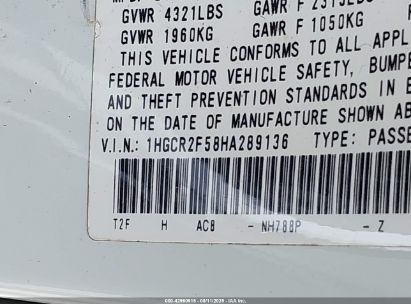 GVWR 4321LBS GAWR F 2315LBS
GVWR 1960KG GAWR F 1050KG
THIS VEHICLE CONFORMS TO ALL APPL
FEDERAL MOTOR VEHICLE SAFETY, BUMPE
AND THEFT PREVENTION STANDARDS IN E
ON THE DATE OF MANUFACTURE SHOWN AB
V.I.N.: 1HGCR2F58HA289136 TYPE: PASSE
T2F H AC8 - NH788P - Z